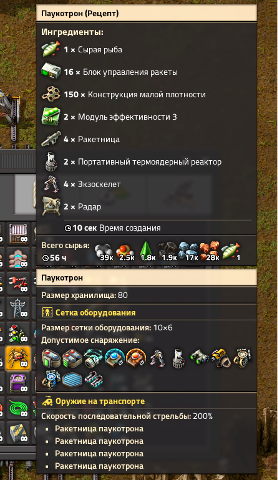 Паукотрон (Рецепт)
Ингредиенты:
1 × Сырая рыба
16 × Блок управления ракеты
150 × Конструкция малой плотности
2 × Модуль эффективности 3
4 × Ракетница
2 × Портативный термоядерный реактор
4 × Экзоскелет
2 × Радар
10 сек Время создания
Всего сырья:
56 ч 39k 2.5k 1.8k 1.9k 17k 28k 1
Паукотрон
Размер хранилища: 80
Сетка оборудования
Размер сетки оборудования: 10×6
Допустимое снаряжение:
Оружие на транспорте
Скорость последовательной стрельбы: 200%
Ракетница паукотрона
Ракетница паукотрона
Ракетница паукотрона
Ракетница паукотрона